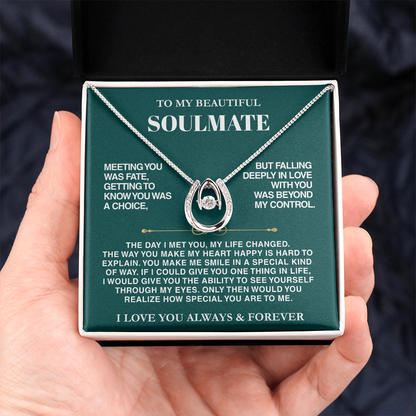 TO MY BEAUTIFUL
SOULMATE
MEETING YOU
WAS FATE,
GETTING TO
KNOW YOU WAS
A CHOICE,
BUT FALLING
DEEPLY IN LOVE
WITH YOU
WAS BEYOND
MY CONTROL.
THE DAY I MET YOU, MY LIFE CHANGED.
THE WAY YOU MAKE MY HEART HAPPY IS HARD TO
EXPLAIN. YOU MAKE ME SMILE IN A SPECIAL KIND
OF WAY. IF I COULD GIVE YOU ONE THING IN LIFE,
I WOULD GIVE YOU THE ABILITY TO SEE YOURSELF
THROUGH MY EYES. ONLY THEN WOULD YOU
REALIZE HOW SPECIAL YOU ARE TO ME.
I LOVE YOU ALWAYS & FOREVER